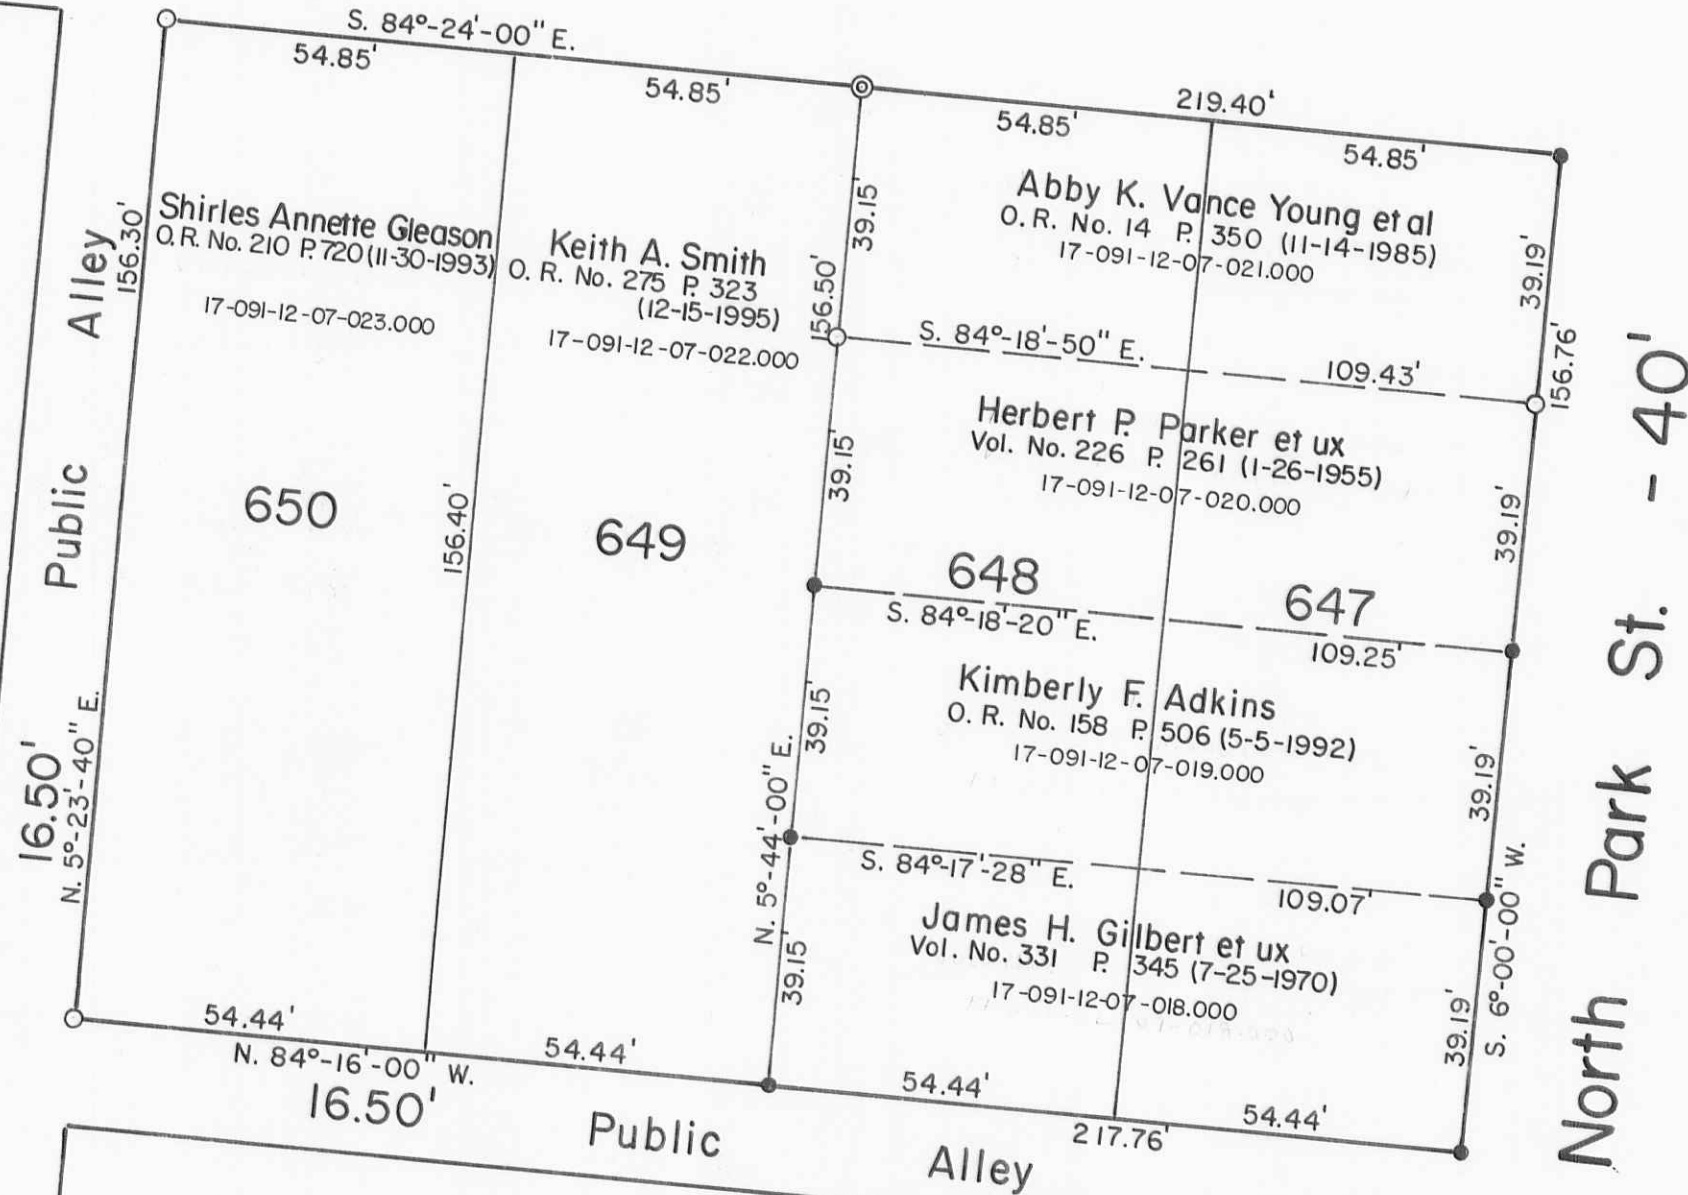 S. 84°-24'-00" E.
54.85'
54.85'
219.40'
54.85'
54.85'
Shirles Annette Gleason
O.R. No. 210 P. 720 (11-30-1993)
17-091-12-07-023.000
Keith A. Smith
O. R. No. 275 P. 323
(12-15-1995)
17-091-12-07-022.000
Abby K. Vance Young et al
O. R. No. 14 P. 350 (11-14-1985)
17-091-12-07-021.000
156.30'
Public Alley
39.15'
156.50'
39.19'
156.76'
S. 84°-18'-50" E.
109.43'
Herbert P. Parker et ux
Vol. No. 226 P. 261 (1-26-1955)
17-091-12-07-020.000
650
156.40'
649
39.15'
39.19'
648
647
S. 84°-18'-20" E.
109.25'
Kimberly F. Adkins
O. R. No. 158 P. 506 (5-5-1992)
17-091-12-07-019.000
16.50'
N. 5°-23'-40" E.
39.15'
N. 5°-44'-00" E.
39.19'
S. 84°-17'-28" E.
109.07'
James H. Gilbert et ux
Vol. No. 331 P. 345 (7-25-1970)
17-091-12-07-018.000
39.15'
39.19'
S. 6°-00'-00" W.
North Park St. - 40'
54.44'
N. 84°-16'-00" W.
54.44'
54.44'
54.44'
217.76'
16.50'
Public Alley